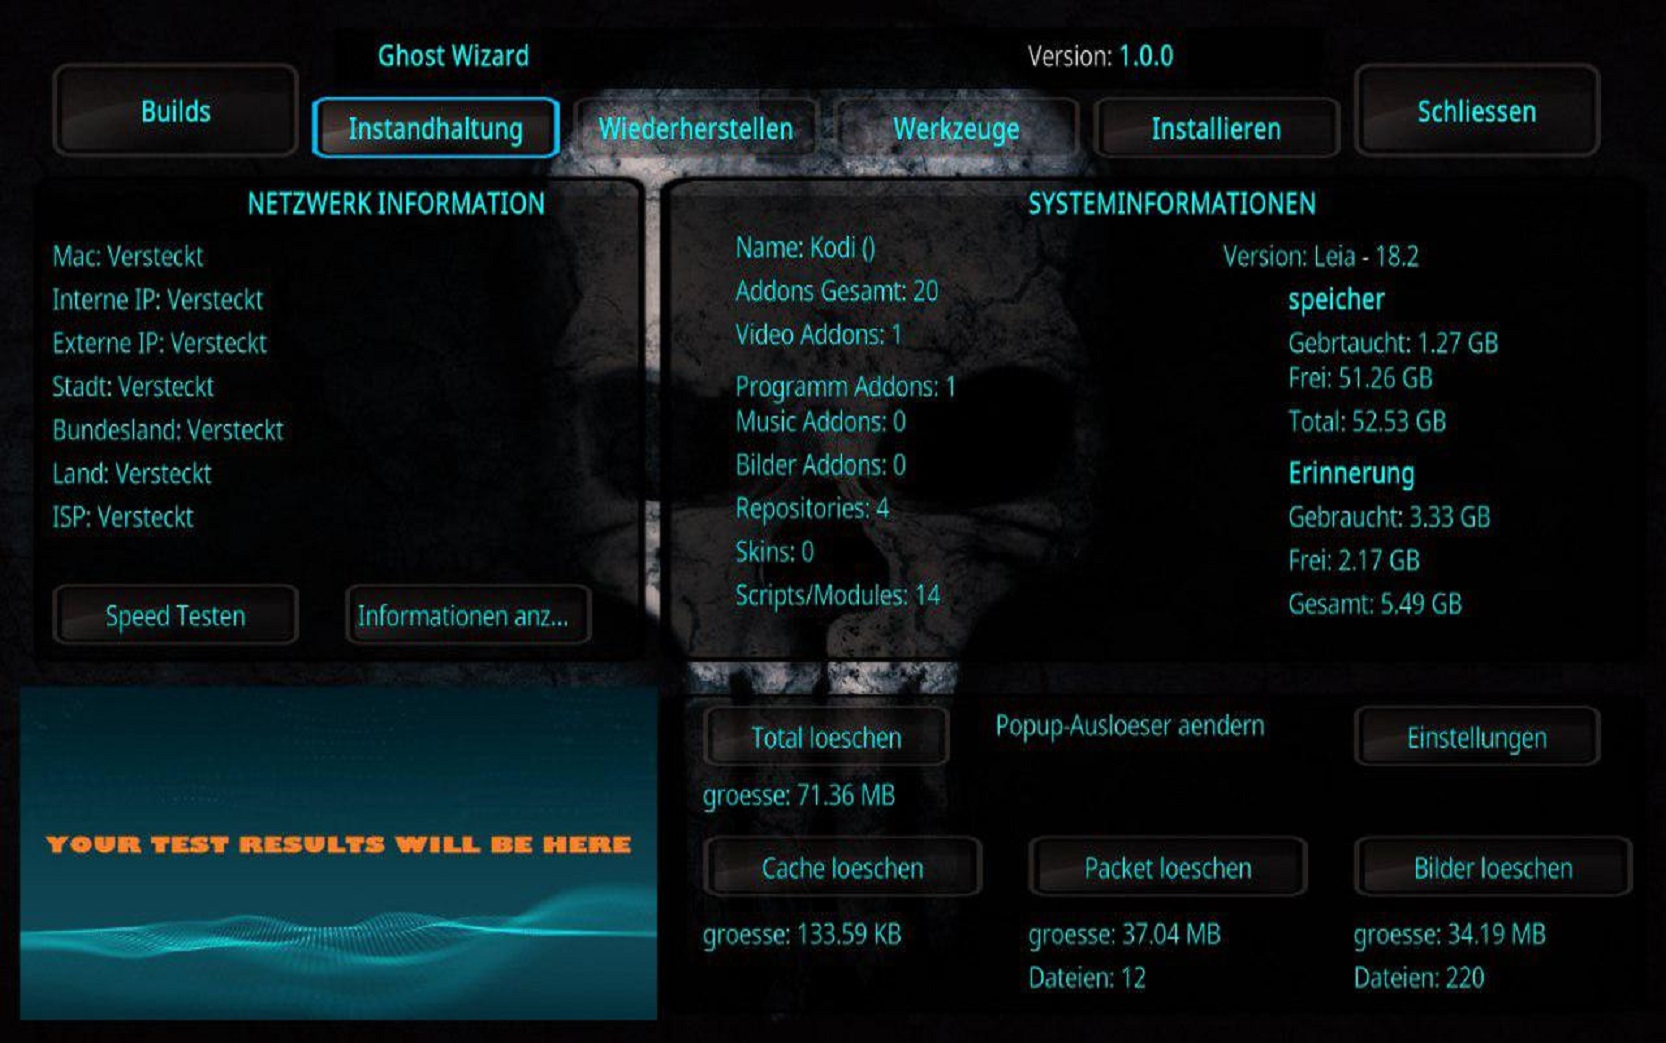 Ghost Wizard
Version: 1.0.0
Builds
Instandhaltung
Wiederherstellen
Werkzeuge
Installieren
Schliessen
NETZWERK INFORMATION
Mac: Versteckt
Interne IP: Versteckt
Externe IP: Versteckt
Stadt: Versteckt
Bundesland: Versteckt
Land: Versteckt
ISP: Versteckt
Speed Testen
Informationen anz...
SYSTEMINFORMATIONEN
Name: Kodi ()
Addons Gesamt: 20
Video Addons: 1
Programm Addons: 1
Music Addons: 0
Bilder Addons: 0
Repositories: 4
Skins: 0
Scripts/Modules: 14
Version: Leia - 18.2
speicher
Gebrtaucht: 1.27 GB
Frei: 51.26 GB
Total: 52.53 GB
Erinnerung
Gebraucht: 3.33 GB
Frei: 2.17 GB
Gesamt: 5.49 GB
YOUR TEST RESULTS WILL BE HERE
Total loeschen
groesse: 71.36 MB
Popup-Ausloeser aendern
Einstellungen
Cache loeschen
groesse: 133.59 KB
Packet loeschen
groesse: 37.04 MB
Dateien: 12
Bilder loeschen
groesse: 34.19 MB
Dateien: 220